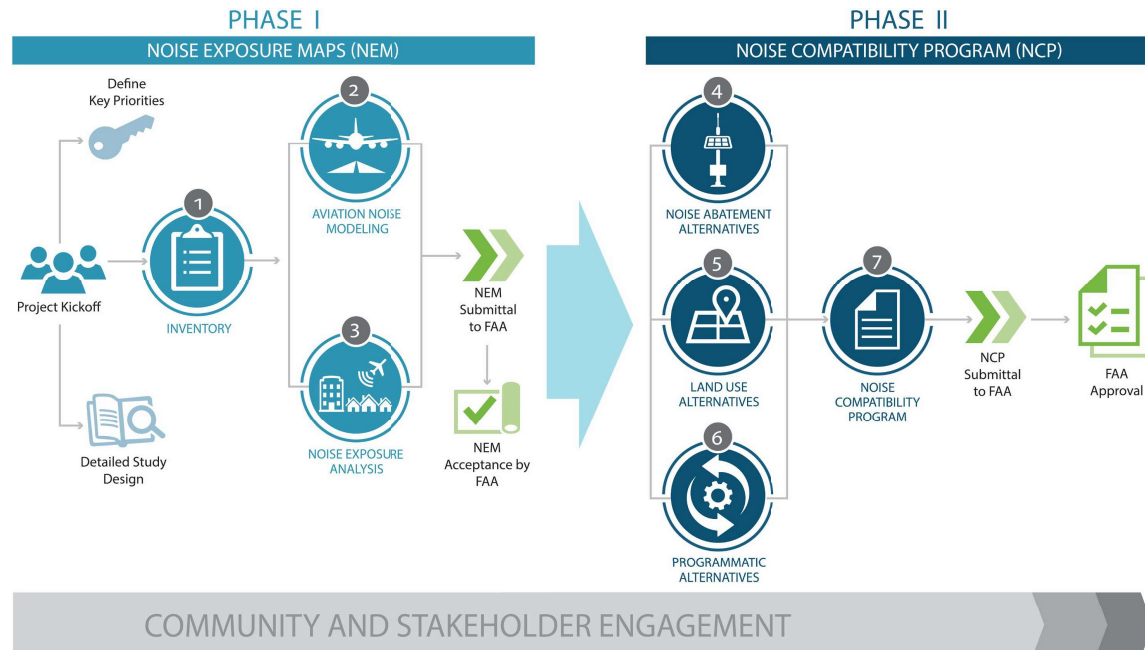 PHASE I
NOISE EXPOSURE MAPS (NEM)
Define
Key Priorities
Project Kickoff
Detailed Study
Design
1
INVENTORY
2
AVIATION NOISE
MODELING
3
NOISE EXPOSURE
ANALYSIS
NEM
Submittal
to FAA
NEM
Acceptance by
FAA
PHASE II
NOISE COMPATIBILITY PROGRAM (NCP)
4
NOISE ABATEMENT
ALTERNATIVES
5
LAND USE
ALTERNATIVES
6
PROGRAMMATIC
ALTERNATIVES
7
NOISE
COMPATIBILITY
PROGRAM
NCP
Submittal
to FAA
FAA
Approval
COMMUNITY AND STAKEHOLDER ENGAGEMENT